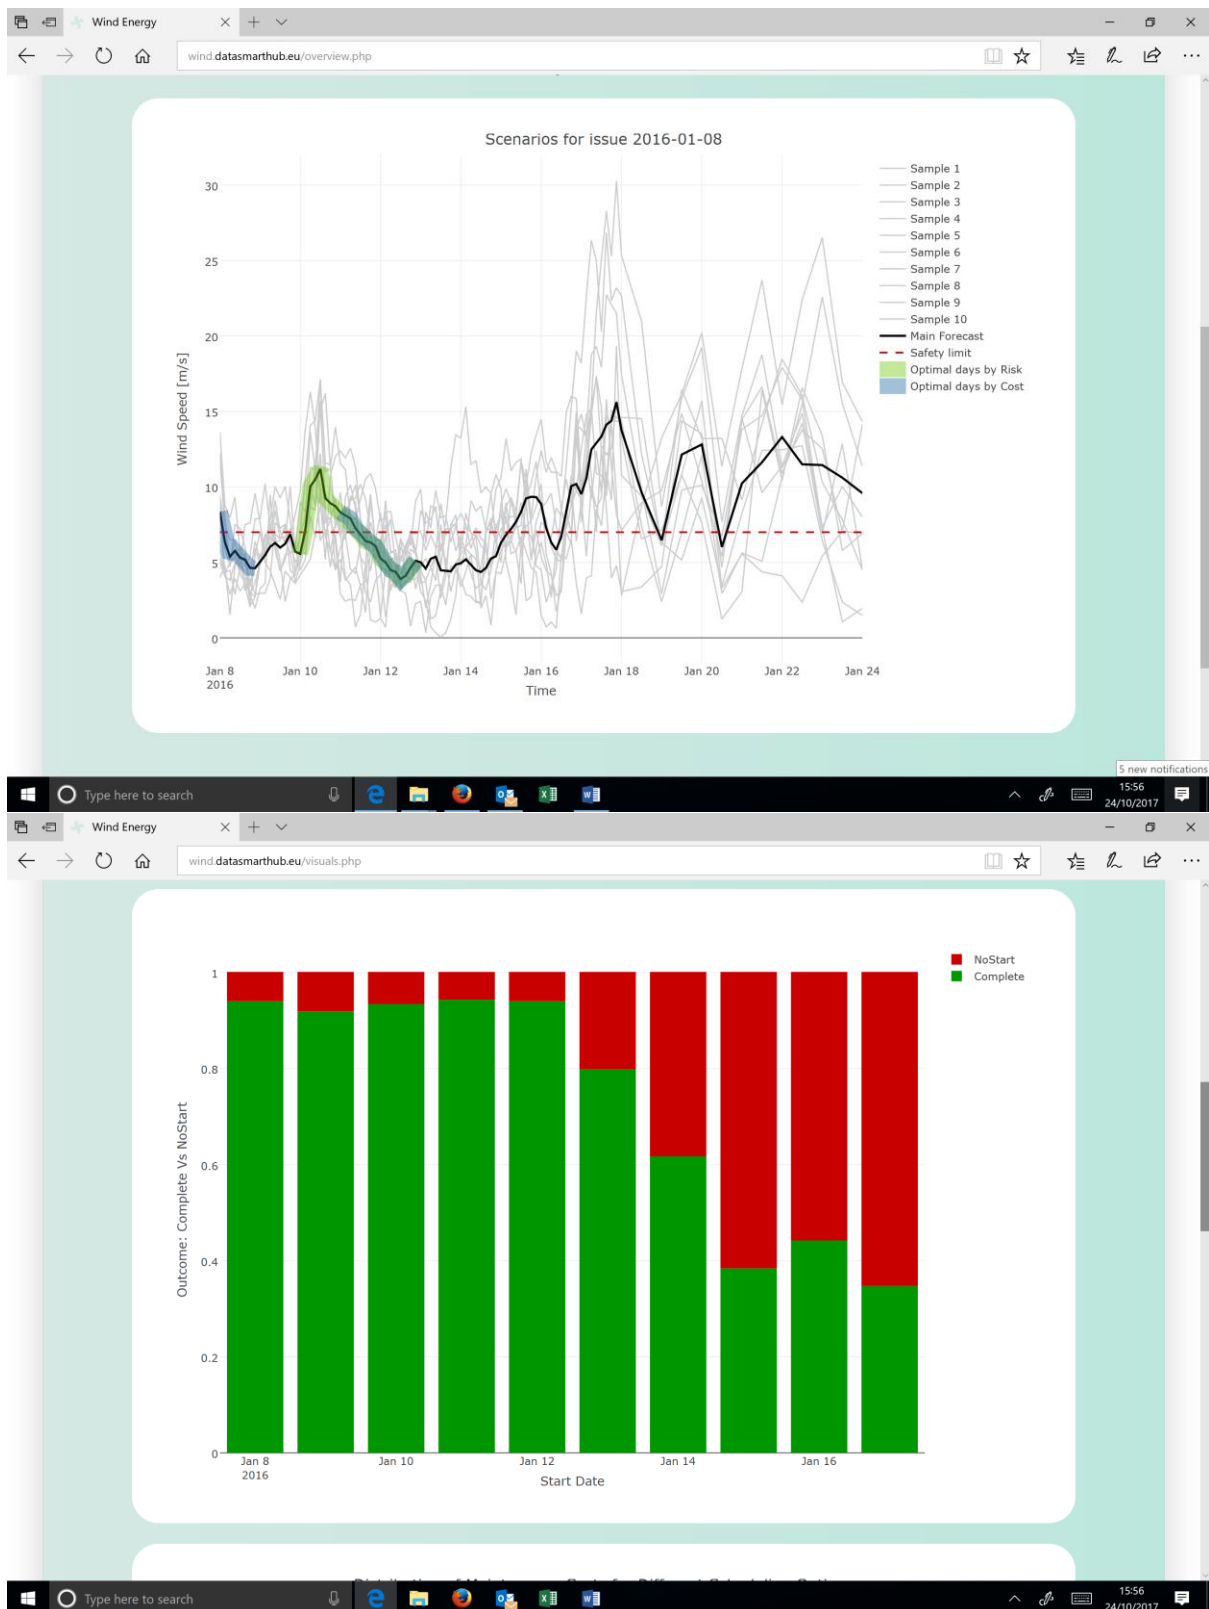 Wind Energy
wind.datasmarthub.eu/overview.php
Scenarios for issue 2016-01-08
Wind Speed [m/s]
30
25
20
15
10
5
0
Jan 8
2016
Jan 10
Jan 12
Jan 14
Jan 16
Jan 18
Jan 20
Jan 22
Jan 24
Time
Sample 1
Sample 2
Sample 3
Sample 4
Sample 5
Sample 6
Sample 7
Sample 8
Sample 9
Sample 10
Main Forecast
Safety limit
Optimal days by Risk
Optimal days by Cost
5 new notifications
Type here to search
15:56
24/10/2017
Wind Energy
wind.datasmarthub.eu/visuals.php
NoStart
Complete
Outcome: Complete Vs NoStart
1
0.8
0.6
0.4
0.2
0
Jan 8
2016
Jan 10
Jan 12
Jan 14
Jan 16
Start Date
Type here to search
15:56
24/10/2017